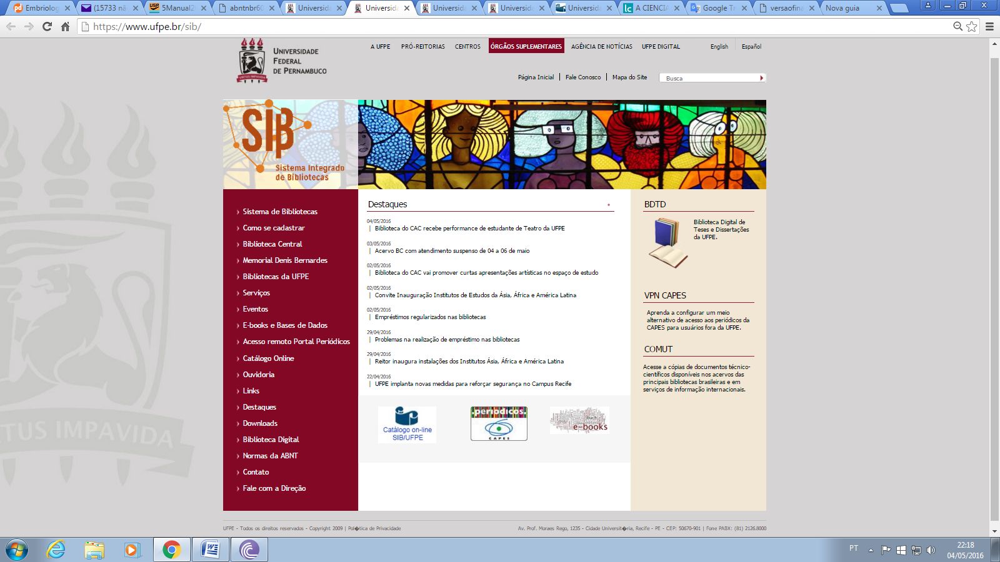 Embriolog
(15733 nã
5Manual2
abntnbr60
Universida
Universida
Universida
Universida
Universida
A CIENCIA
Google Tr
versaofina
Nova guia
https://www.ufpe.br/sib/
UNIVERSIDADE
FEDERAL
DE PERNAMBUCO
VIRTUS IMPAVIDA
A UFPE
PRÓ-REITORIAS
CENTROS
ÓRGÃOS SUPLEMENTARES
AGÊNCIA DE NOTÍCIAS
UFPE DIGITAL
English
Español
Página Inicial
Fale Conosco
Mapa do Site
Busca
SIB
Sistema Integrado
de Bibliotecas
Sistema de Bibliotecas
Como se cadastrar
Biblioteca Central
Memorial Denis Bernardes
Bibliotecas da UFPE
Serviços
Eventos
E-books e Bases de Dados
Acesso remoto Portal Periódicos
Catálogo Online
Ouvidoria
Links
Destaques
Downloads
Biblioteca Digital
Normas da ABNT
Contato
Fale com a Direção
Destaques
04/05/2016
Biblioteca do CAC recebe performance de estudante de Teatro da UFPE
03/05/2016
Acervo BC com atendimento suspenso de 04 a 06 de maio
02/05/2016
Biblioteca do CAC vai promover curtas apresentações artísticas no espaço de estudo
02/05/2016
Convite Inauguração Institutos de Estudos da Ásia, África e América Latina
02/05/2016
Empréstimos regularizados nas bibliotecas
29/04/2016
Problemas na realização de empréstimo nas bibliotecas
29/04/2016
Reitor inaugura instalações dos Institutos Ásia, África e América Latina
22/04/2016
UFPE implanta novas medidas para reforçar segurança no Campus Recife
Catálogo on-line
SIB/UFPE
.periodicos.
CAPES
buch
e-books
BDTD
Biblioteca Digital de
Teses e Dissertações
da UFPE.
VPN CAPES
Aprenda a configurar um meio
alternativo de acesso aos periódicos da
CAPES para usuários fora da UFPE.
COMUT
Acesse a cópias de documentos técnico-
científicos disponíveis nos acervos das
principais bibliotecas brasileiras e em
serviços de informação internacionais.
VIRTUS IMPAVIDA
UFPE - Todos os direitos reservados - Copyright 2009 | Pol�tica de Privacidade
Av. Prof. Moraes Rego, 1235 - Cidade Universit�ria, Recife - PE - CEP: 50670-901 | Fone PABX: (81) 2126.8000
PT
22:18
04/05/2016